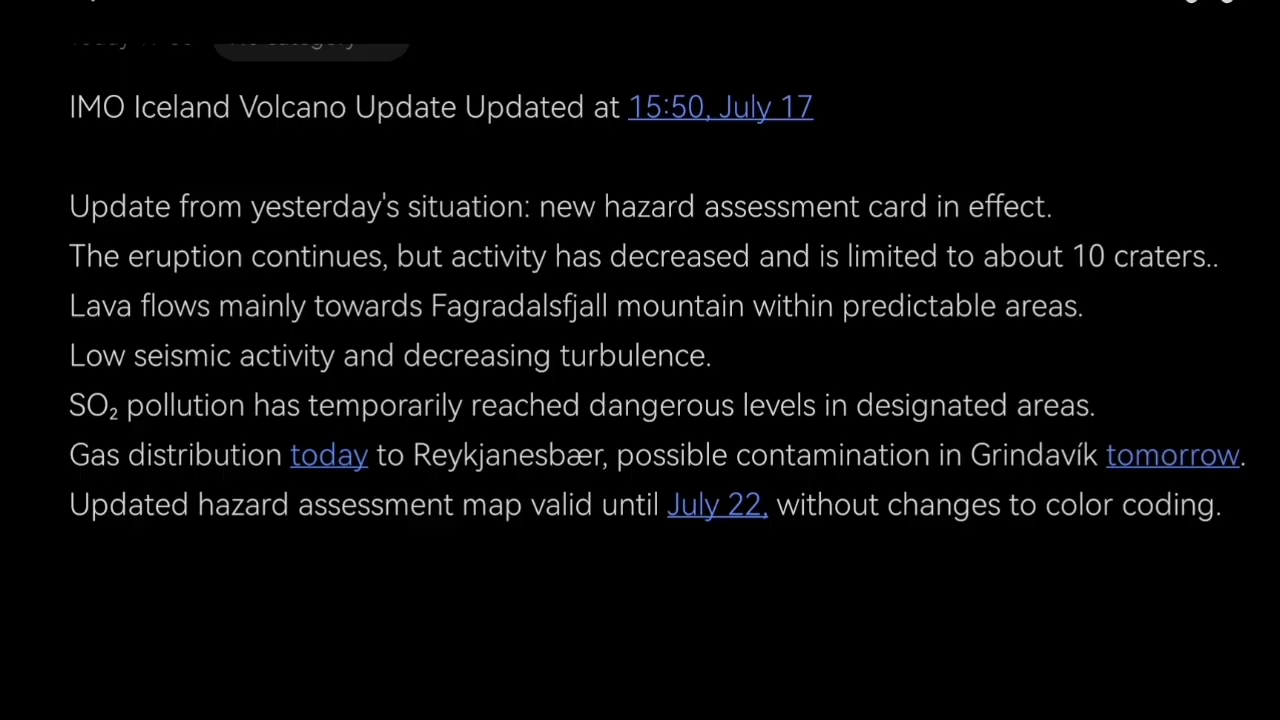 IMO Iceland Volcano Update Updated at 15:50, July 17
Update from yesterday's situation: new hazard assessment card in effect.
The eruption continues, but activity has decreased and is limited to about 10 craters..
Lava flows mainly towards Fagradalsfjall mountain within predictable areas.
Low seismic activity and decreasing turbulence.
SO₂ pollution has temporarily reached dangerous levels in designated areas.
Gas distribution today to Reykjanesbær, possible contamination in Grindavík tomorrow.
Updated hazard assessment map valid until July 22, without changes to color coding.